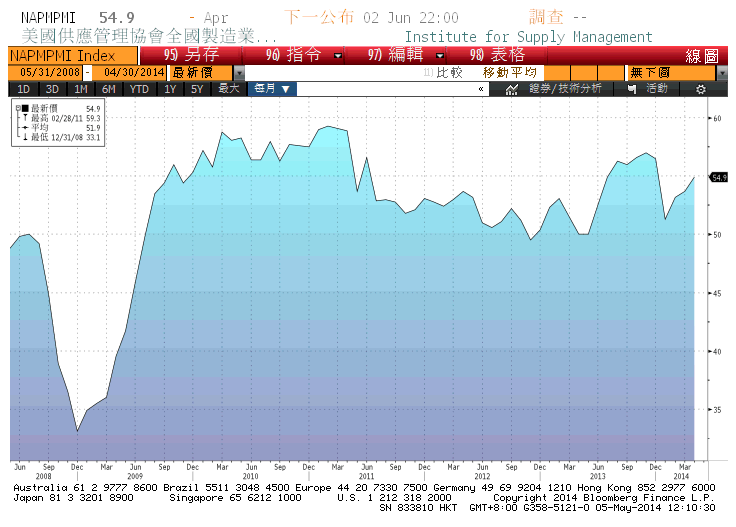 NAPMPMI 54.9 - Apr 下一公布 02 Jun 22:00 調查 --
美國供應管理協會全國製造業... Institute for Supply Management
NAPMPMI Index 95) 另存 96) 指令 97) 編輯 98) 表格 線圖
05/31/2008 - 04/30/2014 最新價 11) 比較 移動平均 無下價
1D 3D 1M 6M YTD 1Y 5Y 最大 每月 ▼ « 證券/技術分析 活動
最新價 54.9
最高 02/28/11 59.3
平均 51.9
最低 12/31/08 33.1
60
54.9
50
45
40
35
Jun Sep Dec Mar Jun Sep Dec Mar Jun Sep Dec Mar Jun Sep Dec Mar Jun Sep Dec Mar Jun Sep Dec Mar
2008 2009 2010 2011 2012 2013 2014
Australia 61 2 9777 8600 Brazil 5511 3048 4500 Europe 44 20 7330 7500 Germany 49 69 9204 1210 Hong Kong 852 2977 6000
Japan 81 3 3201 8900 Singapore 65 6212 1000 U.S. 1 212 318 2000 Copyright 2014 Bloomberg Finance L.P.
SN 833810 HKT GMT+8:00 G358-5121-0 05-May-2014 12:10:30